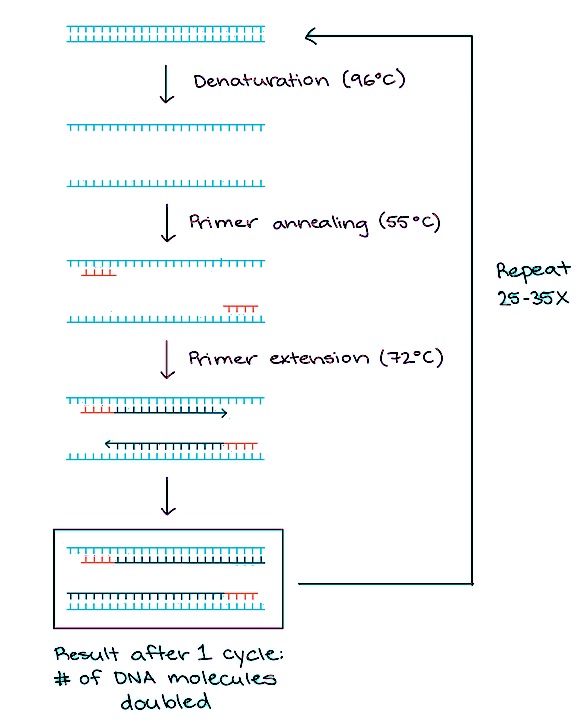 Denaturation (96°C)
Primer annealing (55°C)
Repeat
25-35X
Primer extension (72°C)
Result after 1 cycle:
# of DNA molecules
doubled